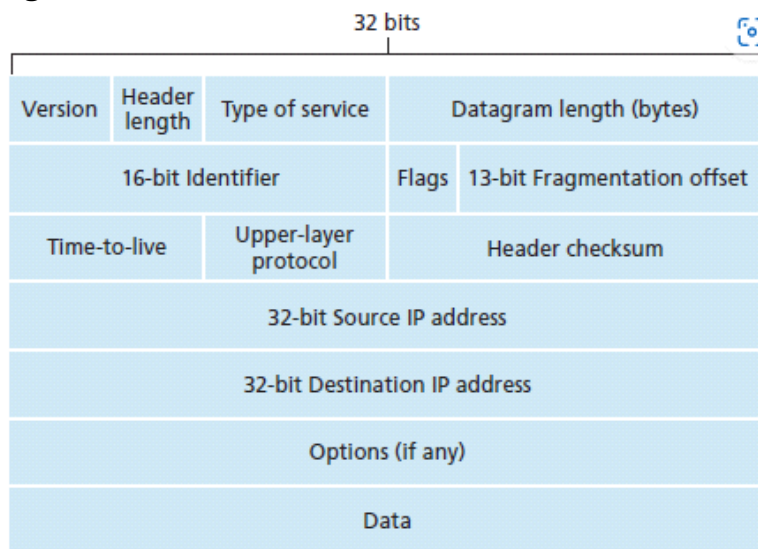 32 bits
Version
Header
length
Type of service
Datagram length (bytes)
16-bit Identifier
Flags
13-bit Fragmentation offset
Time-to-live
Upper-layer
protocol
Header checksum
32-bit Source IP address
32-bit Destination IP address
Options (if any)
Data